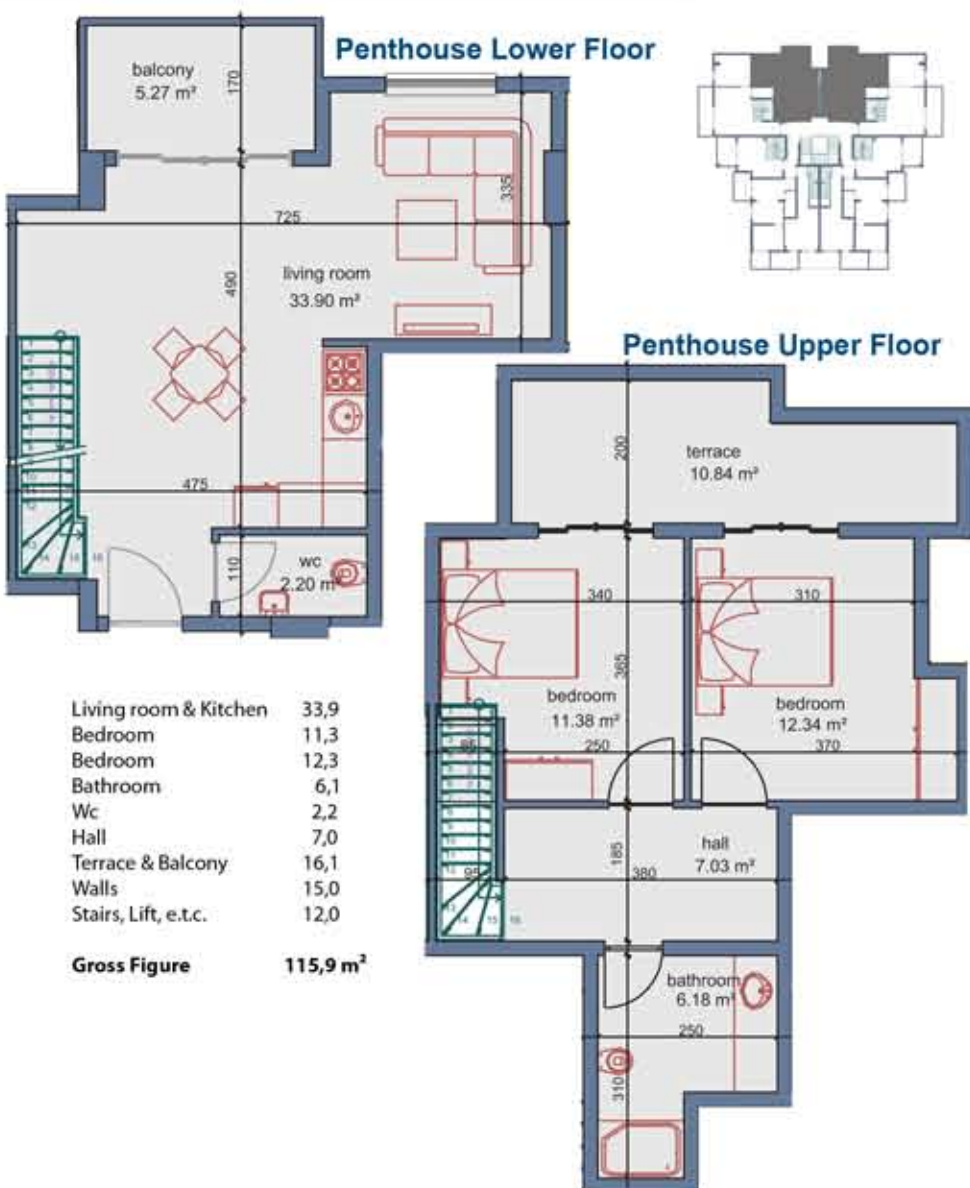 Penthouse Lower Floor
balcony
5.27 m²
170
725
335
living room
33.90 m²
490
475
110
wc
2.20 m²
Penthouse Upper Floor
terrace
10.84 m²
200
340
310
365
bedroom
11.38 m²
bedroom
12.34 m²
85
250
370
hall
7.03 m²
185
95
380
bathroom
6.18 m²
250
310
Living room & Kitchen 33,9
Bedroom 11,3
Bedroom 12,3
Bathroom 6,1
Wc 2,2
Hall 7,0
Terrace & Balcony 16,1
Walls 15,0
Stairs, Lift, e.t.c. 12,0
Gross Figure 115,9 m²